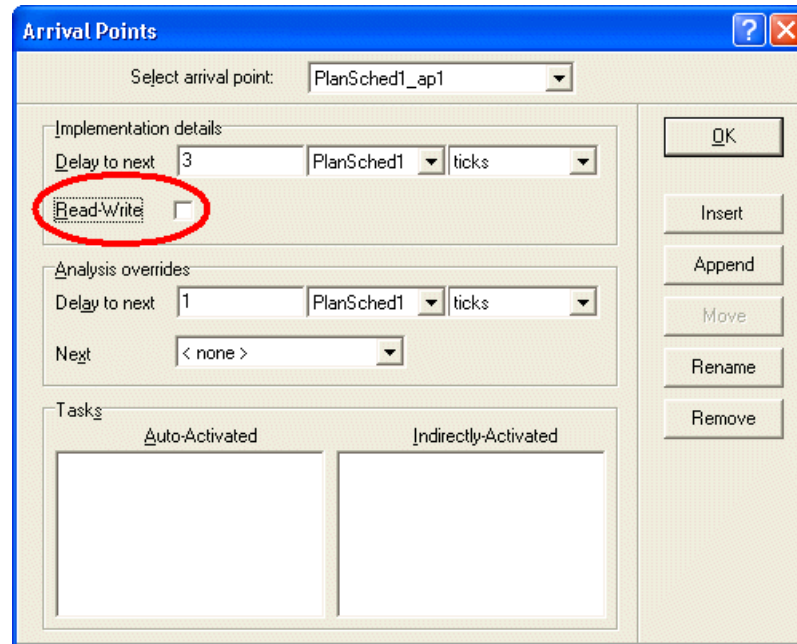 Arrival Points
Select arrival point: PlanSched1_ap1
Implementation details
Delay to next 3 PlanSched1 ticks
Read-Write
Analysis overrides
Delay to next 1 PlanSched1 ticks
Next < none >
Tasks
Auto-Activated Indirectly-Activated
OK
Insert
Append
Move
Rename
Remove